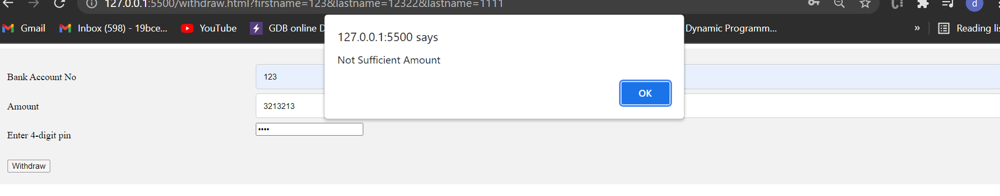 127.0.0.1:5500/withdraw.html?firstname=123&lastname=12322&lastname=1111
d
Gmail
Inbox (598) - 19bce...
YouTube
GDB online D
Dynamic Programm...
»
Reading lis
127.0.0.1:5500 says
Not Sufficient Amount
OK
Bank Account No
123
Amount
3213213
Enter 4-digit pin
••••
Withdraw